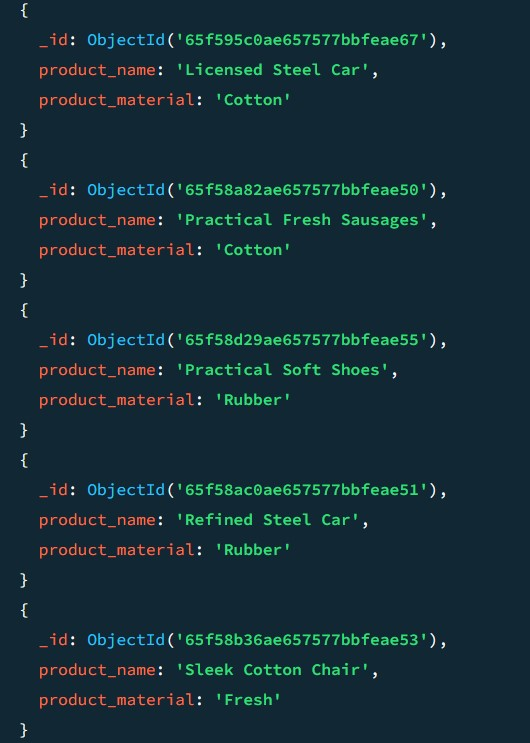 {
_id: ObjectId('65f595c0ae657577bbfeae67'),
product_name: 'Licensed Steel Car',
product_material: 'Cotton'
}
{
_id: ObjectId('65f58a82ae657577bbfeae50'),
product_name: 'Practical Fresh Sausages',
product_material: 'Cotton'
}
{
_id: ObjectId('65f58d29ae657577bbfeae55'),
product_name: 'Practical Soft Shoes',
product_material: 'Rubber'
}
{
_id: ObjectId('65f58ac0ae657577bbfeae51'),
product_name: 'Refined Steel Car',
product_material: 'Rubber'
}
{
_id: ObjectId('65f58b36ae657577bbfeae53'),
product_name: 'Sleek Cotton Chair',
product_material: 'Fresh'
}